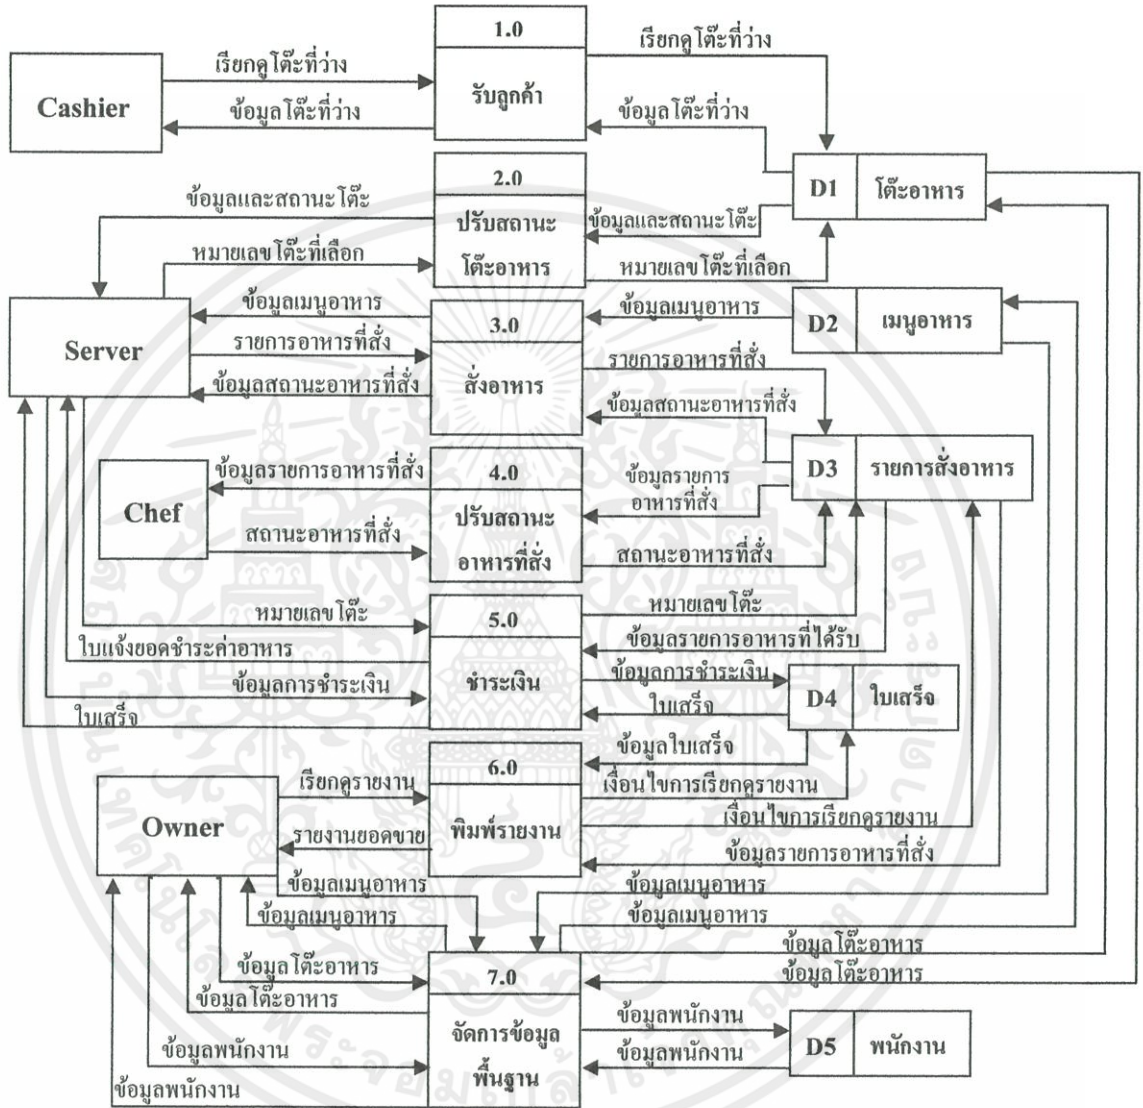 1.0
เรียกดูโต๊ะที่ว่าง
เรียกดูโต๊ะที่ว่าง
Cashier
รับลูกค้า
ข้อมูลโต๊ะที่ว่าง
ข้อมูลโต๊ะที่ว่าง
2.0
D1
โต๊ะอาหาร
ข้อมูลและสถานะโต๊ะ
ปรับสถานะ
ข้อมูลและสถานะโต๊ะ
หมายเลขโต๊ะที่เลือก
โต๊ะอาหาร
หมายเลขโต๊ะที่เลือก
ข้อมูลเมนูอาหาร
3.0
ข้อมูลเมนูอาหาร
D2
เมนูอาหาร
Server
รายการอาหารที่สั่ง
สั่งอาหาร
รายการอาหารที่สั่ง
ข้อมูลสถานะอาหารที่สั่ง
ข้อมูลสถานะอาหารที่สั่ง
ข้อมูลรายการอาหารที่สั่ง
4.0
ข้อมูลรายการ
อาหารที่สั่ง
D3
รายการสั่งอาหาร
Chef
ปรับสถานะ
สถานะอาหารที่สั่ง
อาหารที่สั่ง
สถานะอาหารที่สั่ง
หมายเลขโต๊ะ
5.0
หมายเลขโต๊ะ
ใบแจ้งยอดชำระค่าอาหาร
ข้อมูลรายการอาหารที่ได้รับ
ข้อมูลการชำระเงิน
ชำระเงิน
ข้อมูลการชำระเงิน
ใบเสร็จ
ใบเสร็จ
D4
ใบเสร็จ
ข้อมูลใบเสร็จ
6.0
เรียกดูรายงาน
เงื่อนไขการเรียกดูรายงาน
Owner
พิมพ์รายงาน
เงื่อนไขการเรียกดูรายงาน
รายงานยอดขาย
ข้อมูลรายการอาหารที่สั่ง
ข้อมูลเมนูอาหาร
ข้อมูลเมนูอาหาร
ข้อมูลเมนูอาหาร
ข้อมูลเมนูอาหาร
ข้อมูลโต๊ะอาหาร
ข้อมูลโต๊ะอาหาร
7.0
ข้อมูลโต๊ะอาหาร
ข้อมูลโต๊ะอาหาร
จัดการข้อมูล
พื้นฐาน
ข้อมูลพนักงาน
ข้อมูลพนักงาน
D5
พนักงาน
ข้อมูลพนักงาน
ข้อมูลพนักงาน